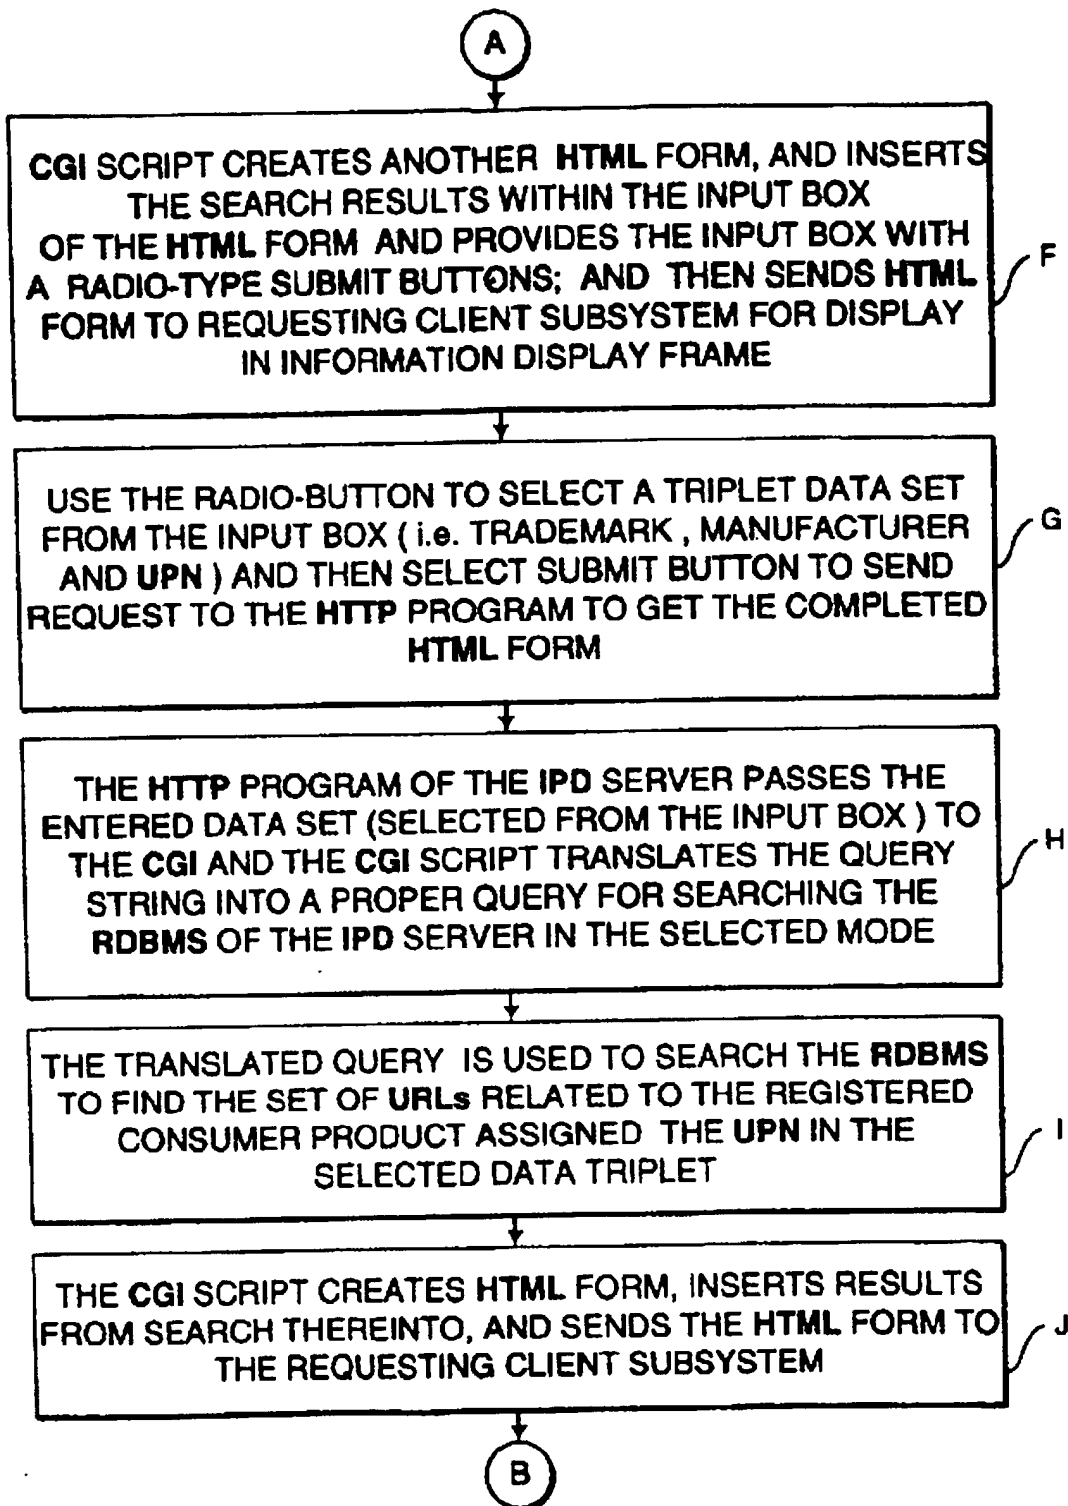 A
CGI SCRIPT CREATES ANOTHER HTML FORM, AND INSERTS
THE SEARCH RESULTS WITHIN THE INPUT BOX
OF THE HTML FORM AND PROVIDES THE INPUT BOX WITH
A RADIO-TYPE SUBMIT BUTTONS; AND THEN SENDS HTML
FORM TO REQUESTING CLIENT SUBSYSTEM FOR DISPLAY
IN INFORMATION DISPLAY FRAME
F
USE THE RADIO-BUTTON TO SELECT A TRIPLET DATA SET
FROM THE INPUT BOX ( i.e. TRADEMARK , MANUFACTURER
AND UPN ) AND THEN SELECT SUBMIT BUTTON TO SEND
REQUEST TO THE HTTP PROGRAM TO GET THE COMPLETED
HTML FORM
G
THE HTTP PROGRAM OF THE IPD SERVER PASSES THE
ENTERED DATA SET (SELECTED FROM THE INPUT BOX ) TO
THE CGI AND THE CGI SCRIPT TRANSLATES THE QUERY
STRING INTO A PROPER QUERY FOR SEARCHING THE
RDBMS OF THE IPD SERVER IN THE SELECTED MODE
H
THE TRANSLATED QUERY IS USED TO SEARCH THE RDBMS
TO FIND THE SET OF URLs RELATED TO THE REGISTERED
CONSUMER PRODUCT ASSIGNED THE UPN IN THE
SELECTED DATA TRIPLET
I
THE CGI SCRIPT CREATES HTML FORM, INSERTS RESULTS
FROM SEARCH THEREINTO, AND SENDS THE HTML FORM TO
THE REQUESTING CLIENT SUBSYSTEM
J
B